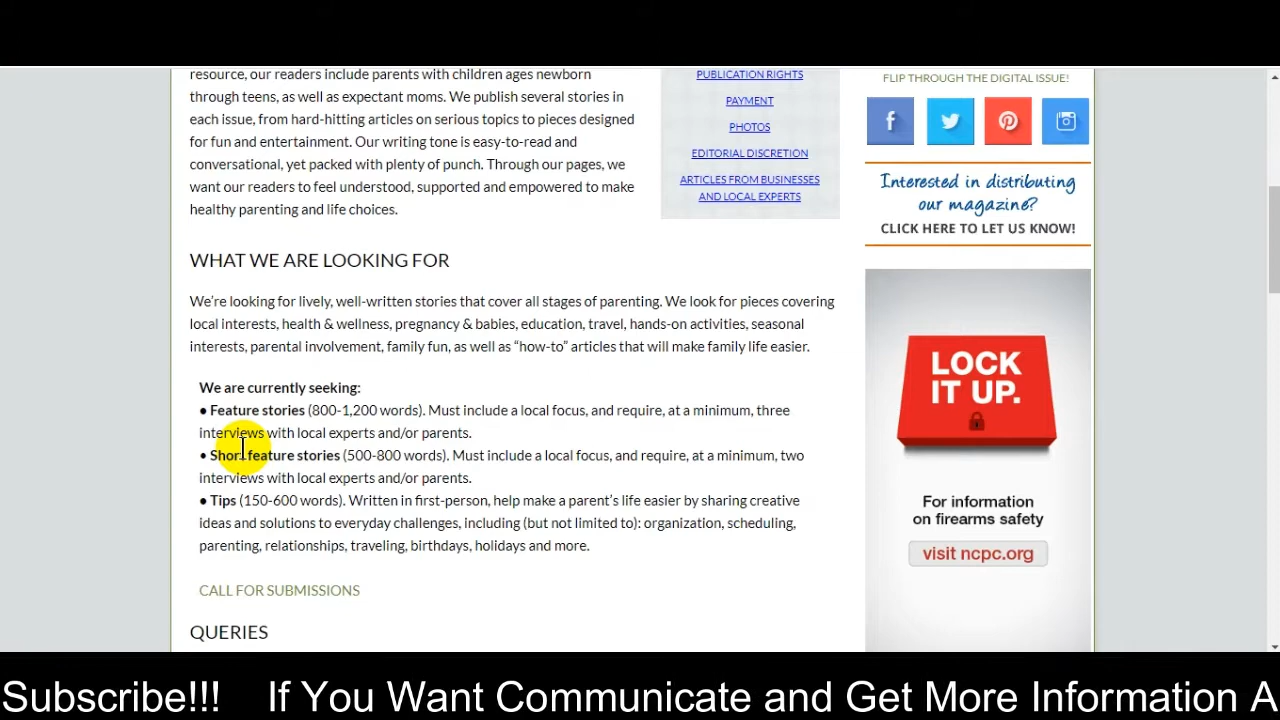 resource, our readers include parents with children ages newborn
through teens, as well as expectant moms. We publish several stories in
each issue, from hard-hitting articles on serious topics to pieces designed
for fun and entertainment. Our writing tone is easy-to-read and
conversational, yet packed with plenty of punch. Through our pages, we
want our readers to feel understood, supported and empowered to make
healthy parenting and life choices.
PUBLICATION RIGHTS
PAYMENT
PHOTOS
EDITORIAL DISCRETION
ARTICLES FROM BUSINESSES
AND LOCAL EXPERTS
WHAT WE ARE LOOKING FOR
We’re looking for lively, well-written stories that cover all stages of parenting. We look for pieces covering
local interests, health & wellness, pregnancy & babies, education, travel, hands-on activities, seasonal
interests, parental involvement, family fun, as well as “how-to” articles that will make family life easier.
We are currently seeking:
• Feature stories (800-1,200 words). Must include a local focus, and require, at a minimum, three
interviews with local experts and/or parents.
• Short feature stories (500-800 words). Must include a local focus, and require, at a minimum, two
interviews with local experts and/or parents.
• Tips (150-600 words). Written in first-person, help make a parent’s life easier by sharing creative
ideas and solutions to everyday challenges, including (but not limited to): organization, scheduling,
parenting, relationships, traveling, birthdays, holidays and more.
CALL FOR SUBMISSIONS
QUERIES
FLIP THROUGH THE DIGITAL ISSUE!
Interested in distributing
our magazine?
CLICK HERE TO LET US KNOW!
LOCK
IT UP.
For information
on firearms safety
visit ncpc.org
Subscribe!!! If You Want Communicate and Get More Information A